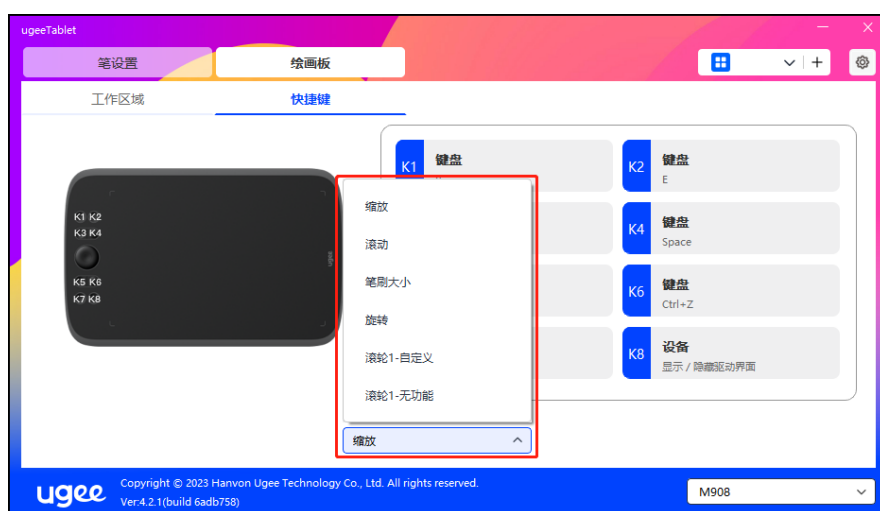 ugeeTablet
笔设置
绘画板
工作区域
快捷键
K1 K2
K3 K4
K5 K6
K7 K8
ugee
K1
键盘
K2
键盘
E
K4
键盘
Space
K6
键盘
Ctrl+Z
K8
设备
显示 / 隐藏驱动界面
缩放
滚动
笔刷大小
旋转
滚轮1-自定义
滚轮1-无功能
缩放
ugee
Copyright © 2023 Hanvon Ugee Technology Co., Ltd. All rights reserved.
Ver:4.2.1(build 6adb758)
M908